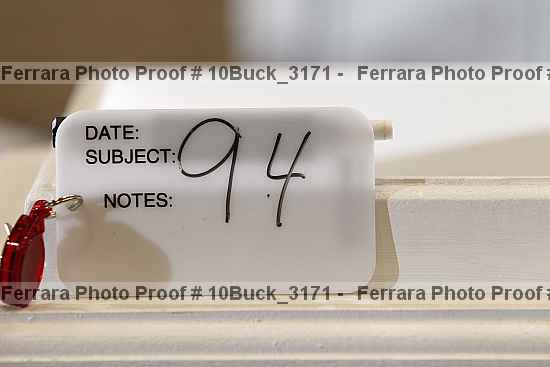 Ferrara Photo Proof # 10Buck_3171 - Ferrara Photo Proof #
DATE:
SUBJECT: 94
NOTES:
Ferrara Photo Proof # 10Buck_3171 - Ferrara Photo Proof #